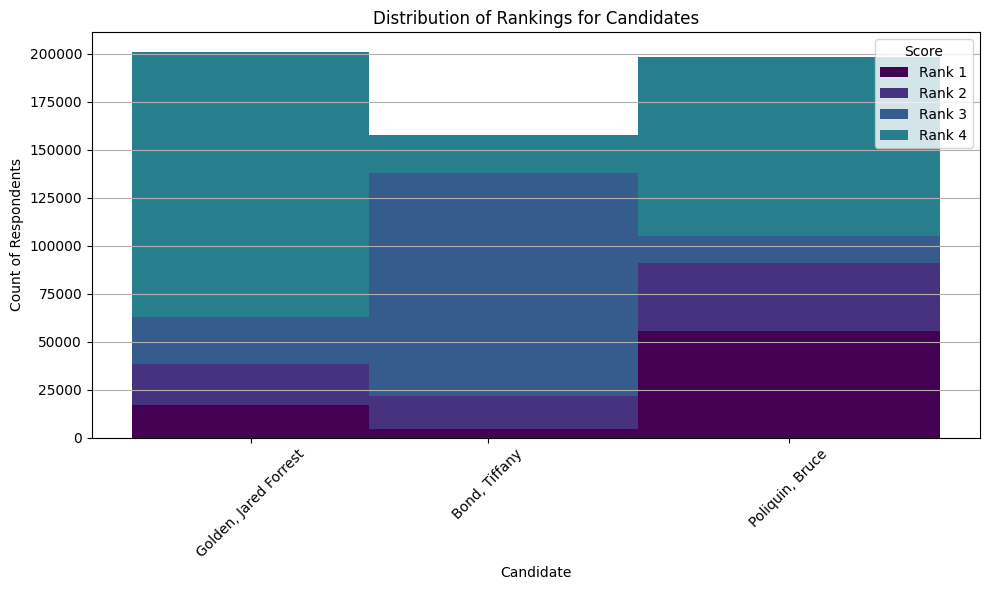 Distribution of Rankings for Candidates
Score
Rank 1
Rank 2
Rank 3
Rank 4
Count of Respondents
200000
175000
150000
125000
100000
75000
50000
25000
0
Golden, Jared Forrest
Bond, Tiffany
Poliquin, Bruce
Candidate